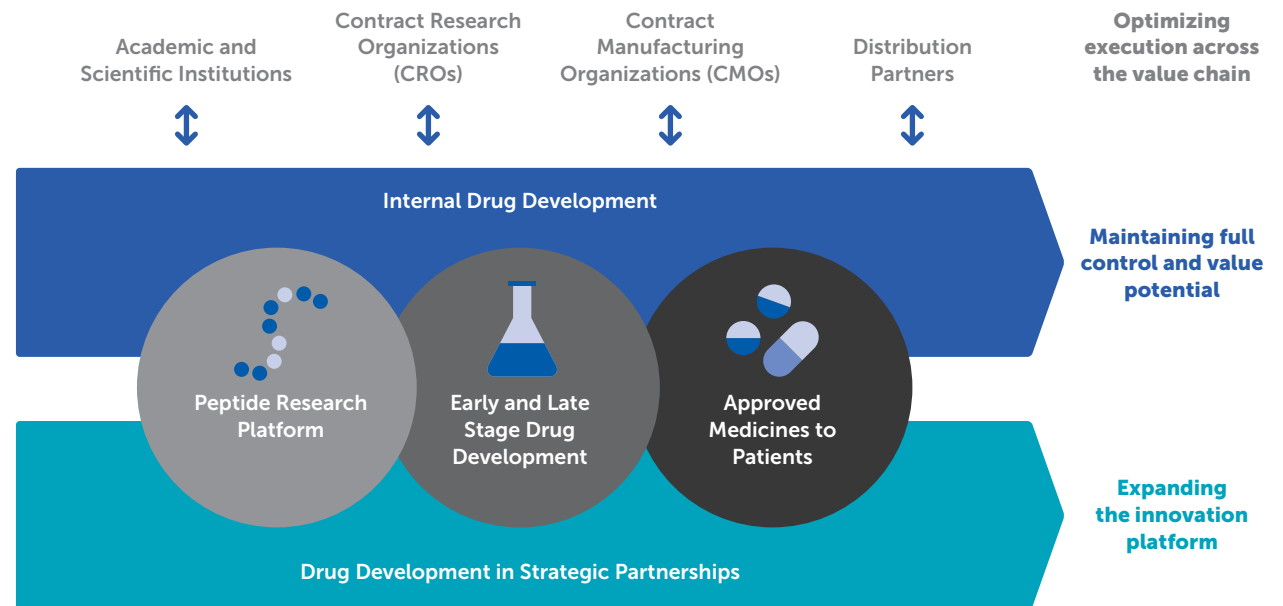 Academic and
Scientific Institutions
Contract Research
Organizations
(CROs)
Contract
Manufacturing
Organizations (CMOs)
Distribution
Partners
Optimizing
execution across
the value chain
Internal Drug Development
Maintaining full
control and value
potential
Peptide Research
Platform
Early and Late
Stage Drug
Development
Approved
Medicines to
Patients
Expanding
the innovation
platform
Drug Development in Strategic Partnerships